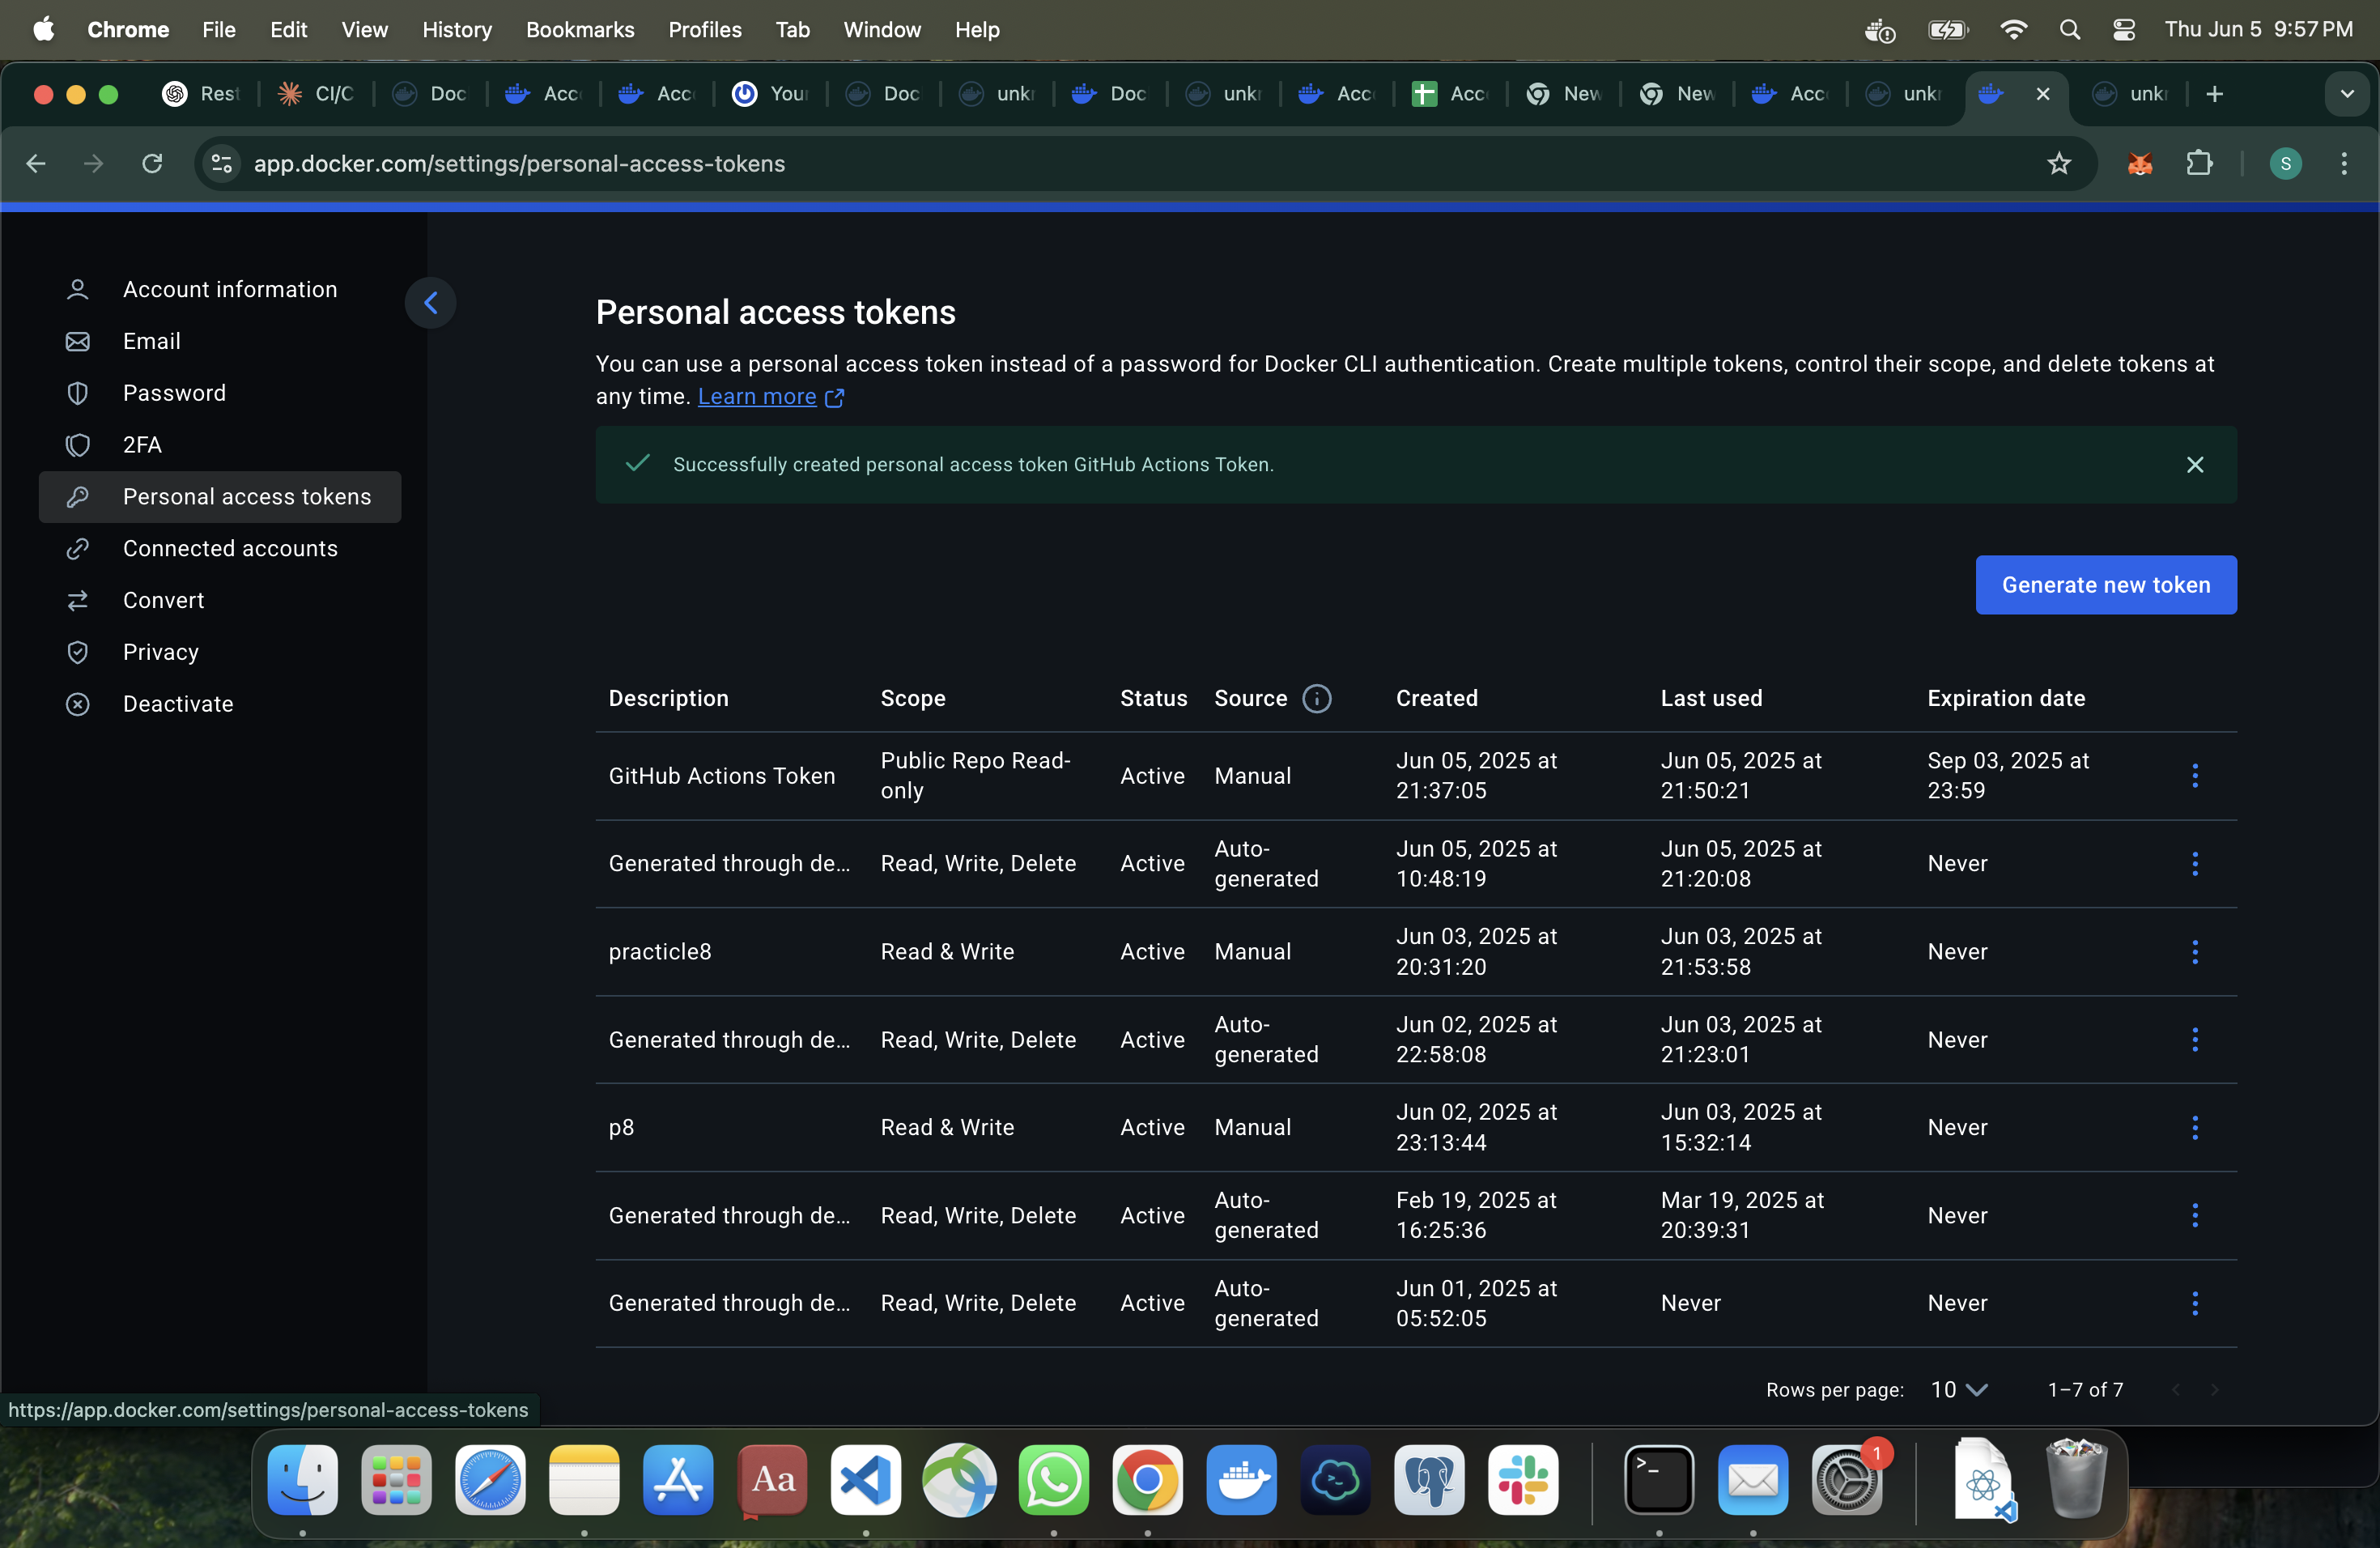 Chrome File Edit View History Bookmarks Profiles Tab Window Help Thu Jun 5 9:57 PM
Rest CI/C Doc Acc Acc Your Doc unk Doc unk Acc Acc New New Acc unk unk
app.docker.com/settings/personal-access-tokens S
Account information
Email
Password
2FA
Personal access tokens
Connected accounts
Convert
Privacy
Deactivate
Personal access tokens
You can use a personal access token instead of a password for Docker CLI authentication. Create multiple tokens, control their scope, and delete tokens at
any time. Learn more
Successfully created personal access token GitHub Actions Token.
Generate new token
Description Scope Status Source Created Last used Expiration date
GitHub Actions Token Public Repo Read-only Active Manual Jun 05, 2025 at 21:37:05 Jun 05, 2025 at 21:50:21 Sep 03, 2025 at 23:59
Generated through de... Read, Write, Delete Active Auto-generated Jun 05, 2025 at 10:48:19 Jun 05, 2025 at 21:20:08 Never
practicle8 Read & Write Active Manual Jun 03, 2025 at 20:31:20 Jun 03, 2025 at 21:53:58 Never
Generated through de... Read, Write, Delete Active Auto-generated Jun 02, 2025 at 22:58:08 Jun 03, 2025 at 21:23:01 Never
p8 Read & Write Active Manual Jun 02, 2025 at 23:13:44 Jun 03, 2025 at 15:32:14 Never
Generated through de... Read, Write, Delete Active Auto-generated Feb 19, 2025 at 16:25:36 Mar 19, 2025 at 20:39:31 Never
Generated through de... Read, Write, Delete Active Auto-generated Jun 01, 2025 at 05:52:05 Never Never
Rows per page: 10 1–7 of 7
https://app.docker.com/settings/personal-access-tokens
Aa
1